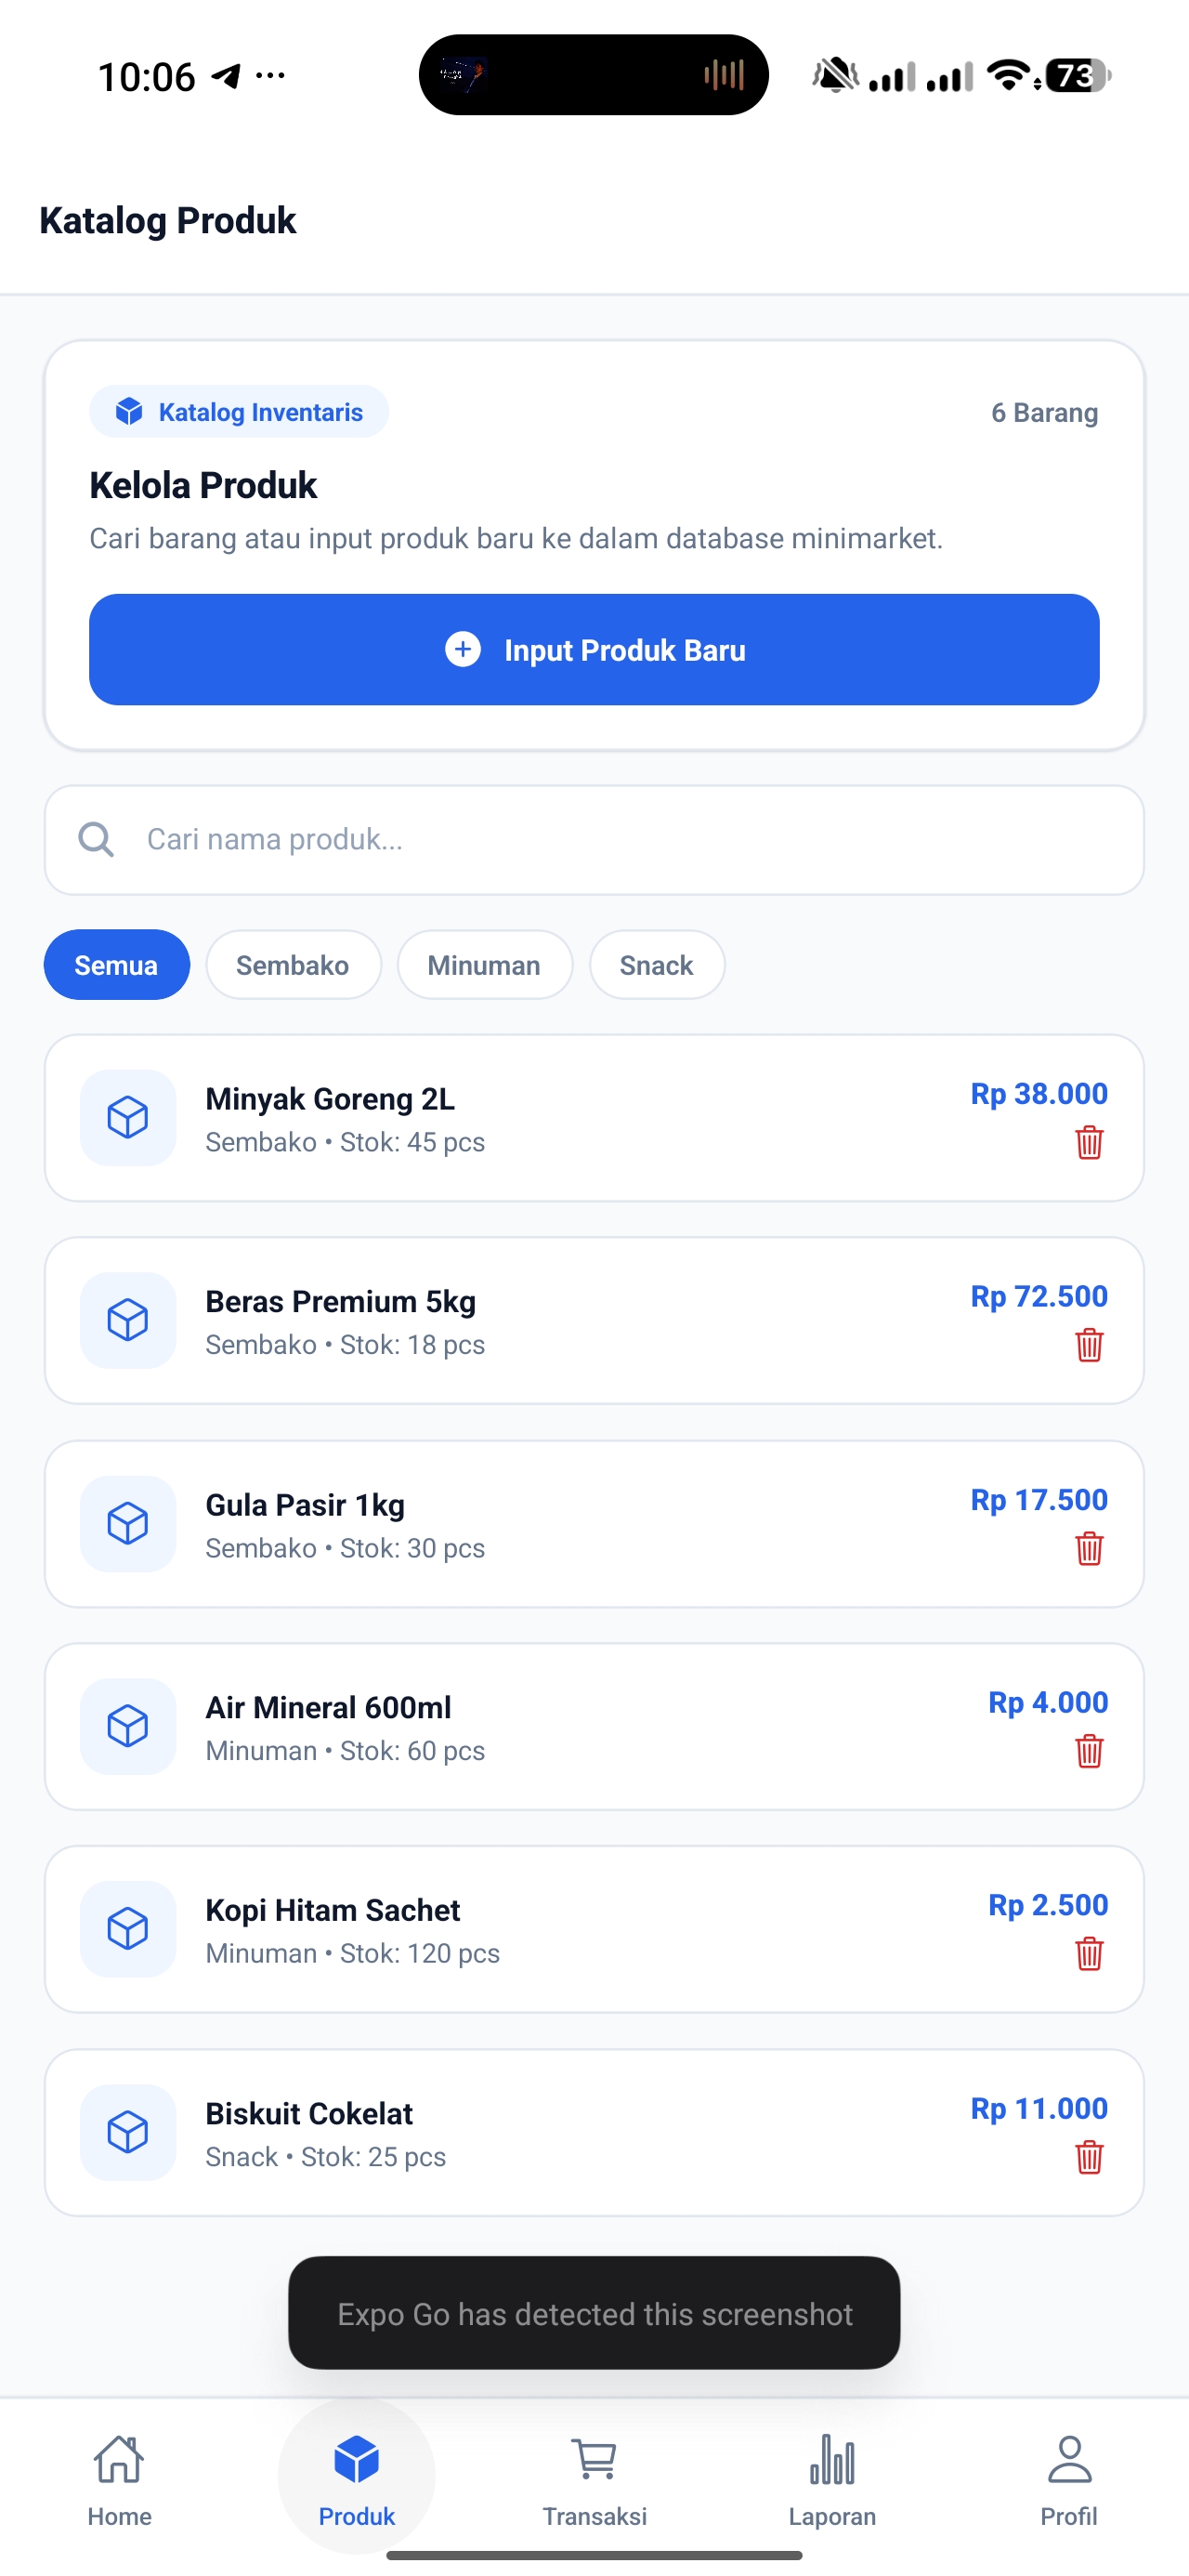 10:06
73
Katalog Produk
Katalog Inventaris
6 Barang
Kelola Produk
Cari barang atau input produk baru ke dalam database minimarket.
Input Produk Baru
Cari nama produk...
Semua
Sembako
Minuman
Snack
Minyak Goreng 2L
Rp 38.000
Sembako • Stok: 45 pcs
Beras Premium 5kg
Rp 72.500
Sembako • Stok: 18 pcs
Gula Pasir 1kg
Rp 17.500
Sembako • Stok: 30 pcs
Air Mineral 600ml
Rp 4.000
Minuman • Stok: 60 pcs
Kopi Hitam Sachet
Rp 2.500
Minuman • Stok: 120 pcs
Biskuit Cokelat
Rp 11.000
Snack • Stok: 25 pcs
Expo Go has detected this screenshot
Home
Produk
Transaksi
Laporan
Profil